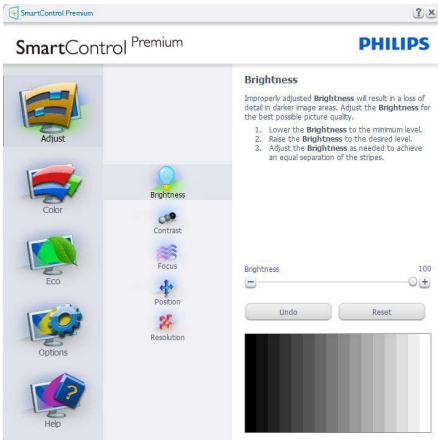 SmartControl Premium
SmartControl Premium
PHILIPS
Adjust
Color
Eco
Options
Help
Brightness
Contrast
Focus
Position
Resolution
Brightness
Improperly adjusted Brightness will result in a loss of
detail in darker image areas. Adjust the Brightness for
the best possible picture quality.
1. Lower the Brightness to the minimum level.
2. Raise the Brightness to the desired level.
3. Adjust the Brightness as needed to achieve
an equal separation of the stripes.
Brightness 100
Undo Reset